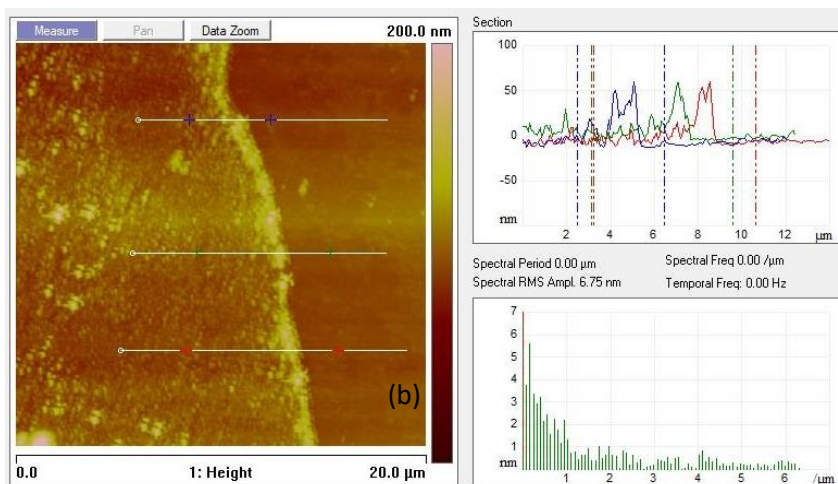 Measure Pan Data Zoom 200.0 nm
(b)
0.0 1: Height 20.0 µm
Section
100
50
0
-50
nm
2 4 6 8 10 12 µm
Spectral Period 0.00 µm Spectral Freq 0.00 /µm
Spectral RMS Ampl. 6.75 nm Temporal Freq: 0.00 Hz
7
6
5
4
3
2
1
nm
1 2 3 4 5 6 /µm